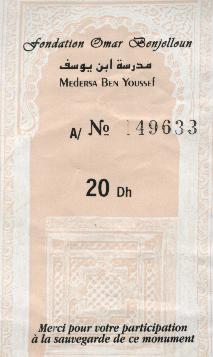 Fondation Omar Benjelloun
مدرسة ابن يوسف
Medersa Ben Youssef
A/ № 149633
20 Dh
Merci pour votre participation
à la sauvegarde de ce monument